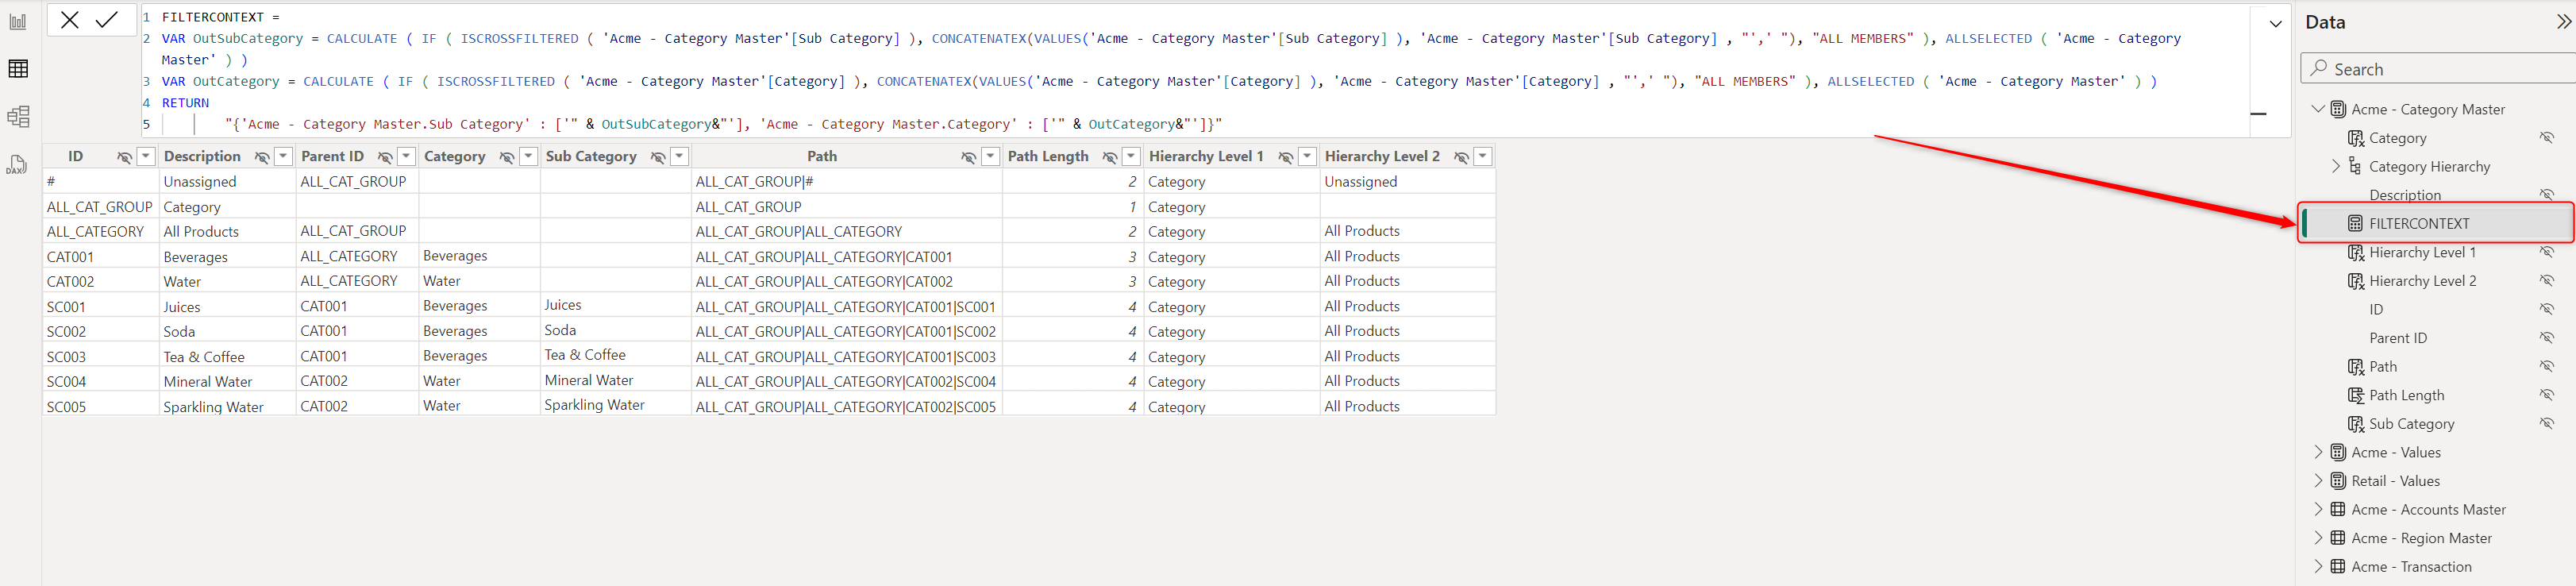 1 FILTERCONTEXT =
2 VAR OutSubCategory = CALCULATE ( IF ( ISCROSSFILTERED ( 'Acme - Category Master'[Sub Category] ), CONCATENATEX(VALUES('Acme - Category Master'[Sub Category] ), 'Acme - Category Master'[Sub Category] , "',' "), "ALL MEMBERS" ), ALLSELECTED ( 'Acme - Category
Master' ) )
3 VAR OutCategory = CALCULATE ( IF ( ISCROSSFILTERED ( 'Acme - Category Master'[Category] ), CONCATENATEX(VALUES('Acme - Category Master'[Category] ), 'Acme - Category Master'[Category] , "',' "), "ALL MEMBERS" ), ALLSELECTED ( 'Acme - Category Master' ) )
4 RETURN
5 "{'Acme - Category Master.Sub Category' : ['" & OutSubCategory&"'], 'Acme - Category Master.Category' : ['" & OutCategory&"']}"
DAX
ID Description Parent ID Category Sub Category Path Path Length Hierarchy Level 1 Hierarchy Level 2
# Unassigned ALL_CAT_GROUP ALL_CAT_GROUP|# 2 Category Unassigned
ALL_CAT_GROUP Category ALL_CAT_GROUP 1 Category
ALL_CATEGORY All Products ALL_CAT_GROUP ALL_CAT_GROUP|ALL_CATEGORY 2 Category All Products
CAT001 Beverages ALL_CATEGORY Beverages ALL_CAT_GROUP|ALL_CATEGORY|CAT001 3 Category All Products
CAT002 Water ALL_CATEGORY Water ALL_CAT_GROUP|ALL_CATEGORY|CAT002 3 Category All Products
SC001 Juices CAT001 Beverages Juices ALL_CAT_GROUP|ALL_CATEGORY|CAT001|SC001 4 Category All Products
SC002 Soda CAT001 Beverages Soda ALL_CAT_GROUP|ALL_CATEGORY|CAT001|SC002 4 Category All Products
SC003 Tea & Coffee CAT001 Beverages Tea & Coffee ALL_CAT_GROUP|ALL_CATEGORY|CAT001|SC003 4 Category All Products
SC004 Mineral Water CAT002 Water Mineral Water ALL_CAT_GROUP|ALL_CATEGORY|CAT002|SC004 4 Category All Products
SC005 Sparkling Water CAT002 Water Sparkling Water ALL_CAT_GROUP|ALL_CATEGORY|CAT002|SC005 4 Category All Products
Data
Search
Acme - Category Master
Category
Category Hierarchy
Description
FILTERCONTEXT
Hierarchy Level 1
Hierarchy Level 2
ID
Parent ID
Path
Path Length
Sub Category
Acme - Values
Retail - Values
Acme - Accounts Master
Acme - Region Master
Acme - Transaction